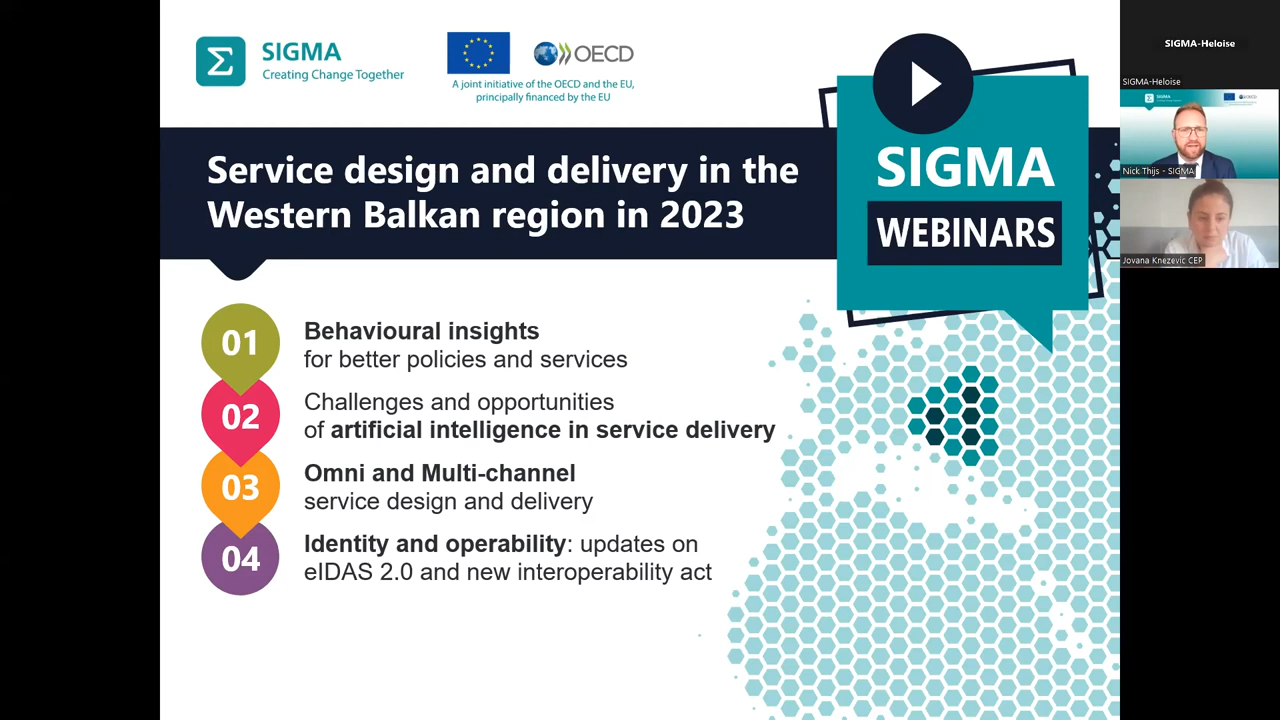 SIGMA
Creating Change Together
OECD
A joint initiative of the OECD and the EU,
principally financed by the EU
Service design and delivery in the
Western Balkan region in 2023
SIGMA
WEBINARS
01
Behavioural insights
for better policies and services
02
Challenges and opportunities
of artificial intelligence in service delivery
03
Omni and Multi-channel
service design and delivery
04
Identity and operability: updates on
eIDAS 2.0 and new interoperability act
SIGMA-Heloise
SIGMA-Heloise
SIGMA
Nick Thijs - SIGMA
Jovana Knezevic CEP